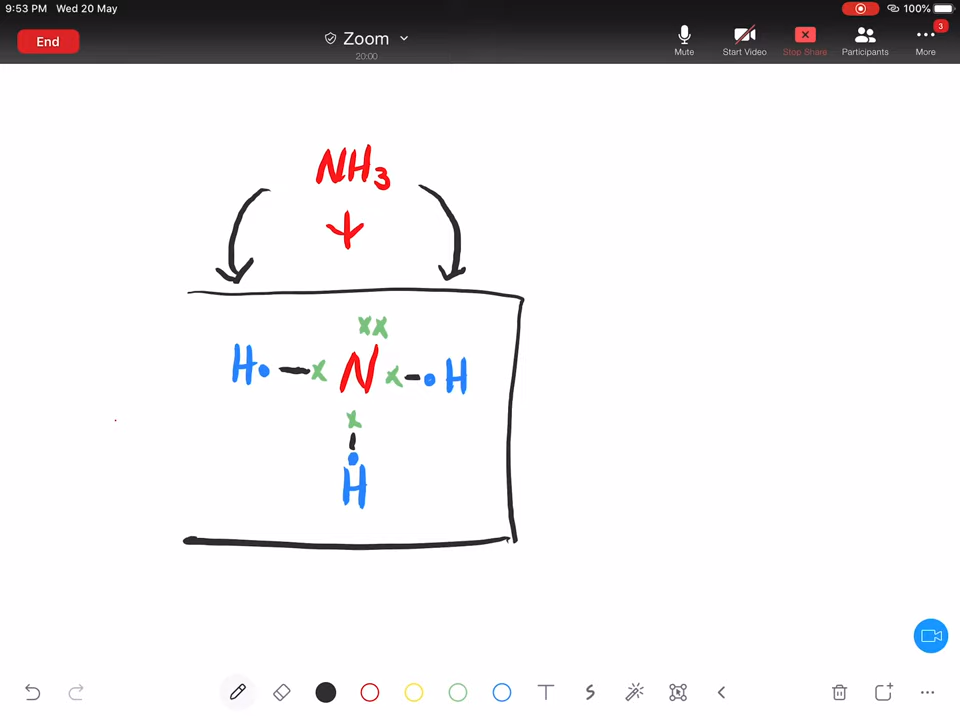 9:53 PM Wed 20 May
100%
End
Zoom
20:00
Mute
Start Video
Stop Share
Participants
3
More
NH3
xx
H • x N x • H
x
H
T